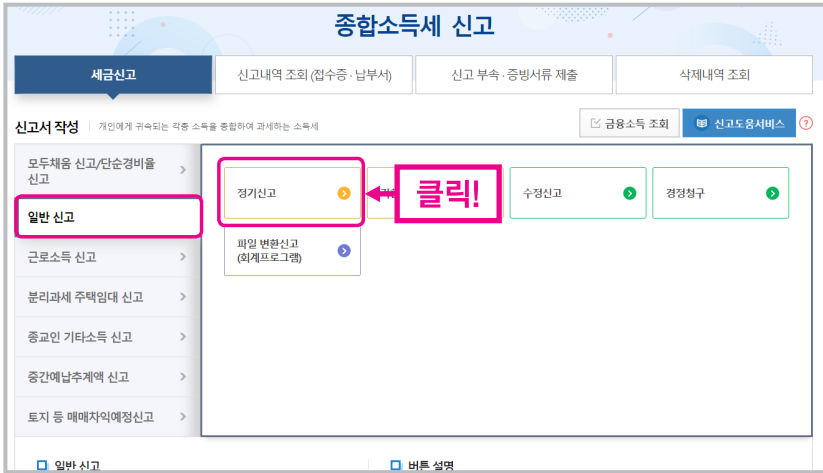 종합소득세 신고
세금신고
신고내역 조회 (접수증 · 납부서)
신고 부속 · 증빙서류 제출
삭제내역 조회
신고서 작성
개인에게 귀속되는 각종 소득을 종합하여 과세하는 소득세
금융소득 조회
신고도움서비스
?
모두채움 신고/단순경비율
신고
일반 신고
근로소득 신고
분리과세 주택임대 신고
종교인 기타소득 신고
중간예납추계액 신고
토지 등 매매차익예정신고
정기신고
클릭!
수정신고
경정청구
파일 변환신고
(회계프로그램)
일반 신고
버튼 설명